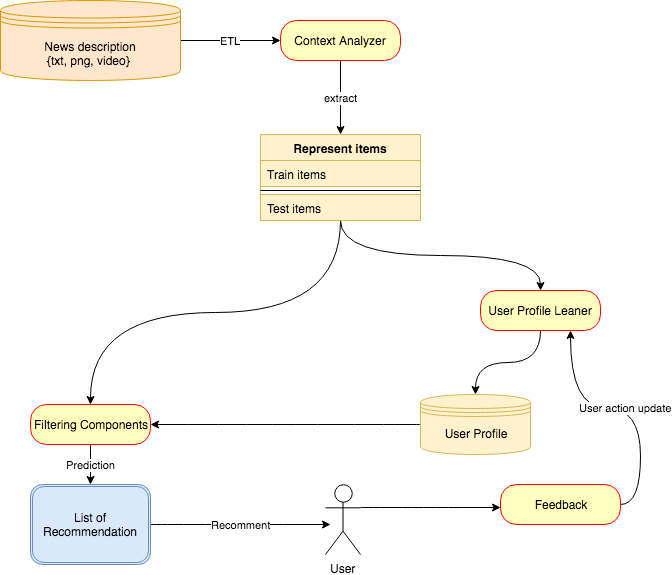 News description
{txt, png, video}
ETL
Context Analyzer
extract
Represent items
Train items
Test items
User Profile Leaner
User action update
Filtering Components
User Profile
Prediction
List of
Recommendation
Recomment
Feedback
User